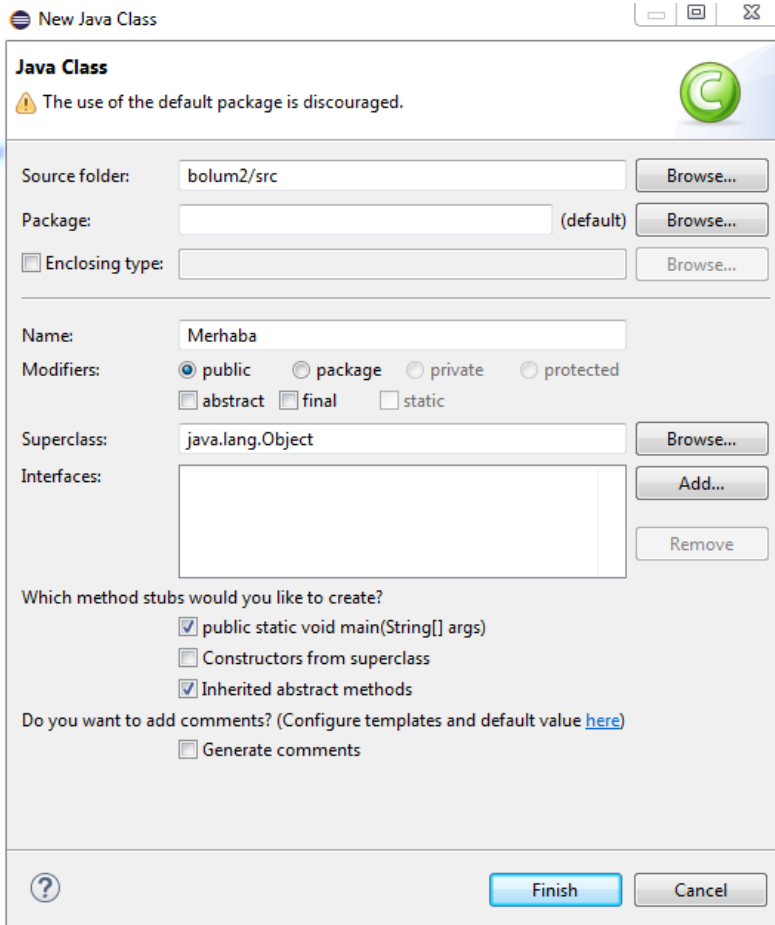 New Java Class
Java Class
The use of the default package is discouraged.
Source folder: bolum2/src Browse...
Package: (default) Browse...
Enclosing type: Browse...
Name: Merhaba
Modifiers: public package private protected
abstract final static
Superclass: java.lang.Object Browse...
Interfaces: Add...
Remove
Which method stubs would you like to create?
public static void main(String[] args)
Constructors from superclass
Inherited abstract methods
Do you want to add comments? (Configure templates and default value here)
Generate comments
? Finish Cancel